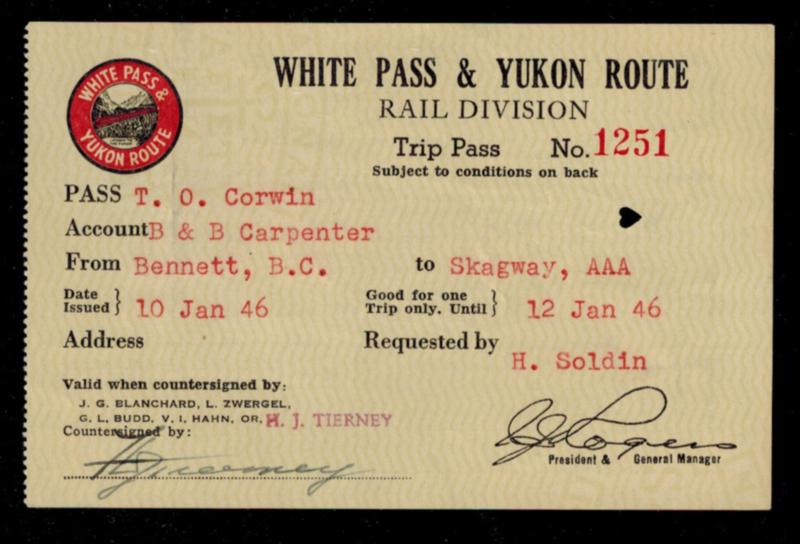 WHITE PASS & YUKON ROUTE
WHITE PASS & YUKON ROUTE
RAIL DIVISION
Trip Pass No. 1251
Subject to conditions on back
PASS T. O. Corwin
Account B & B Carpenter
From Bennett, B.C. to Skagway, AAA
Date Issued } 10 Jan 46 Good for one Trip only. Until } 12 Jan 46
Address Requested by H. Soldin
Valid when countersigned by:
J. G. BLANCHARD, L. ZWERGEL,
G. L. BUDD, V. I. HAHN, OR, H. J. TIERNEY
Countersigned by:
H J Tierney
President & General Manager